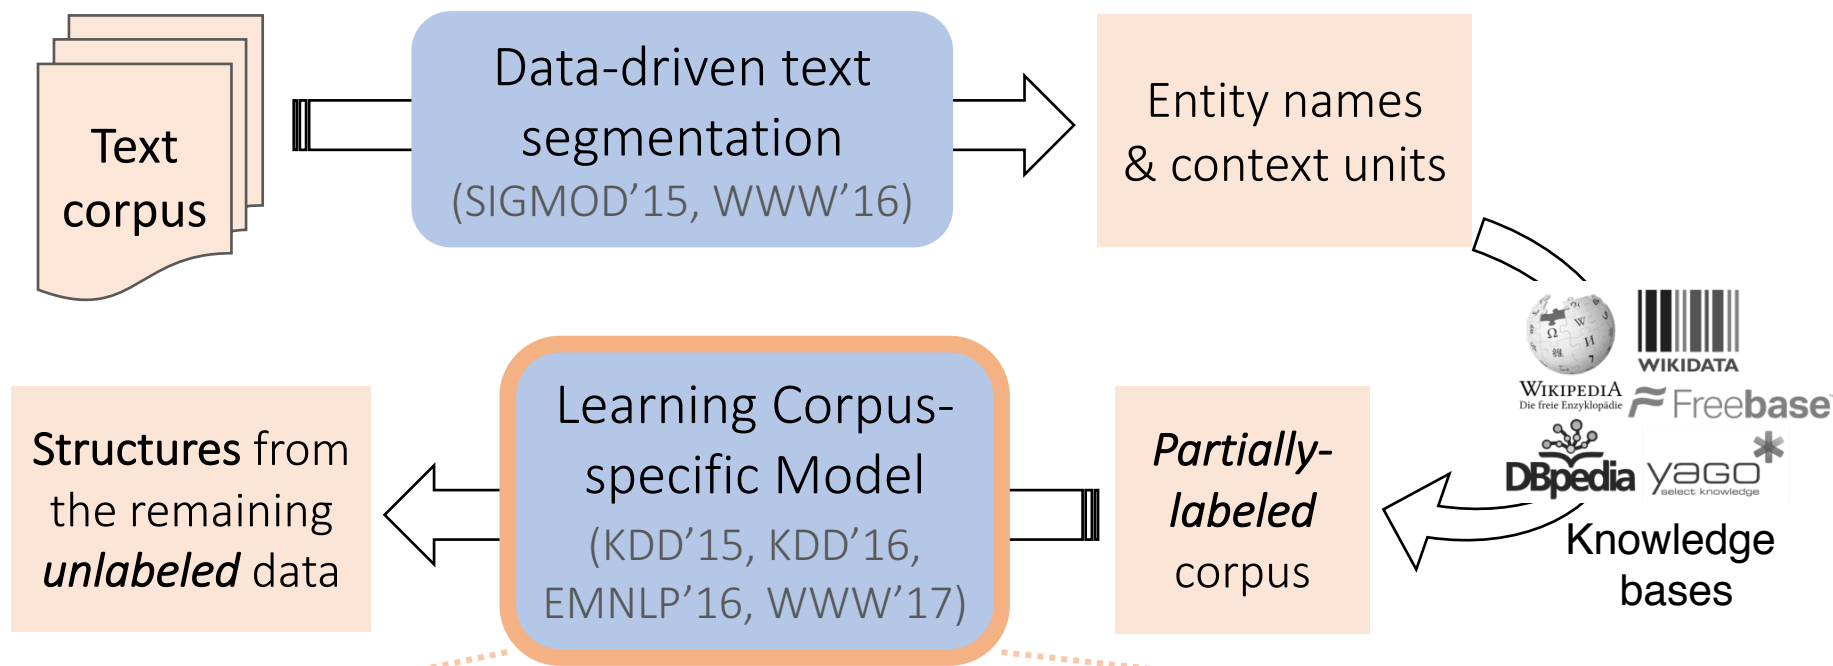 Text
corpus
Data-driven text
segmentation
(SIGMOD’15, WWW’16)
Entity names
& context units
WIKIPEDIA
Die freie Enzyklopädie
WIKIDATA
Freebase
DBpedia
yago
select knowledge
Knowledge
bases
Partially-
labeled
corpus
Learning Corpus-
specific Model
(KDD’15, KDD’16,
EMNLP’16, WWW’17)
Structures from
the remaining
unlabeled data